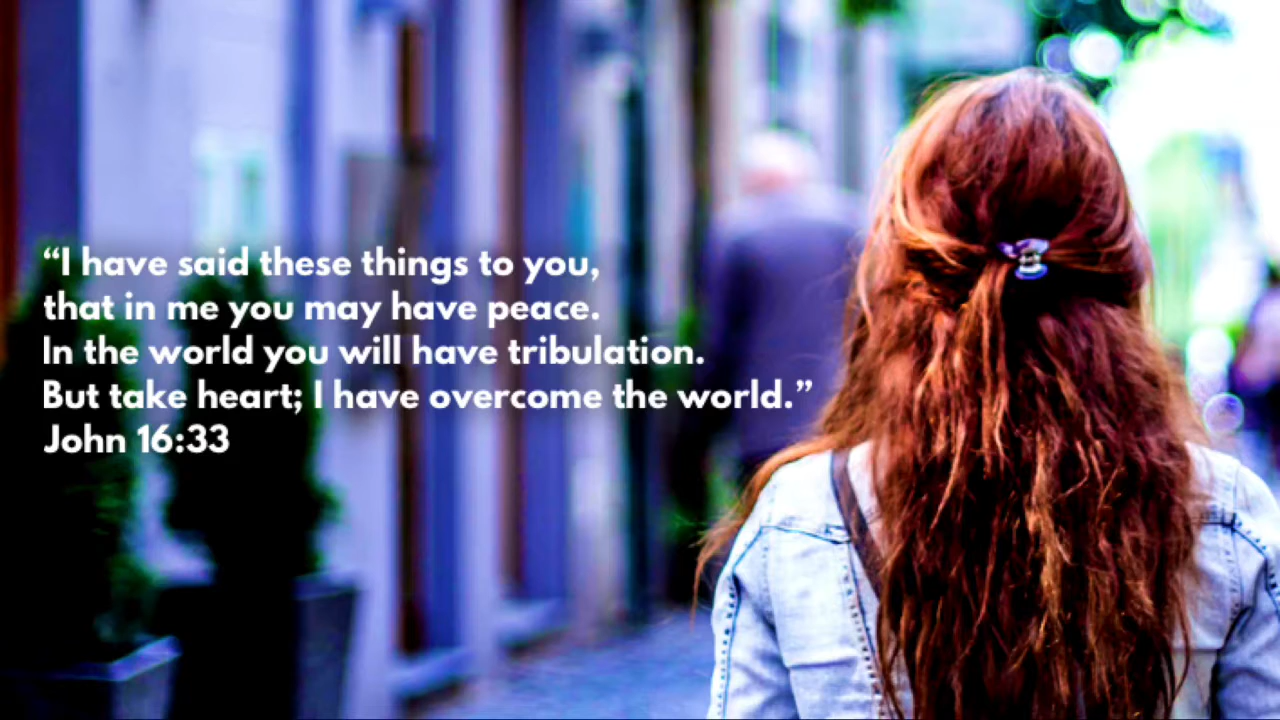 “I have said these things to you,
that in me you may have peace.
In the world you will have tribulation.
But take heart; I have overcome the world.”
John 16:33